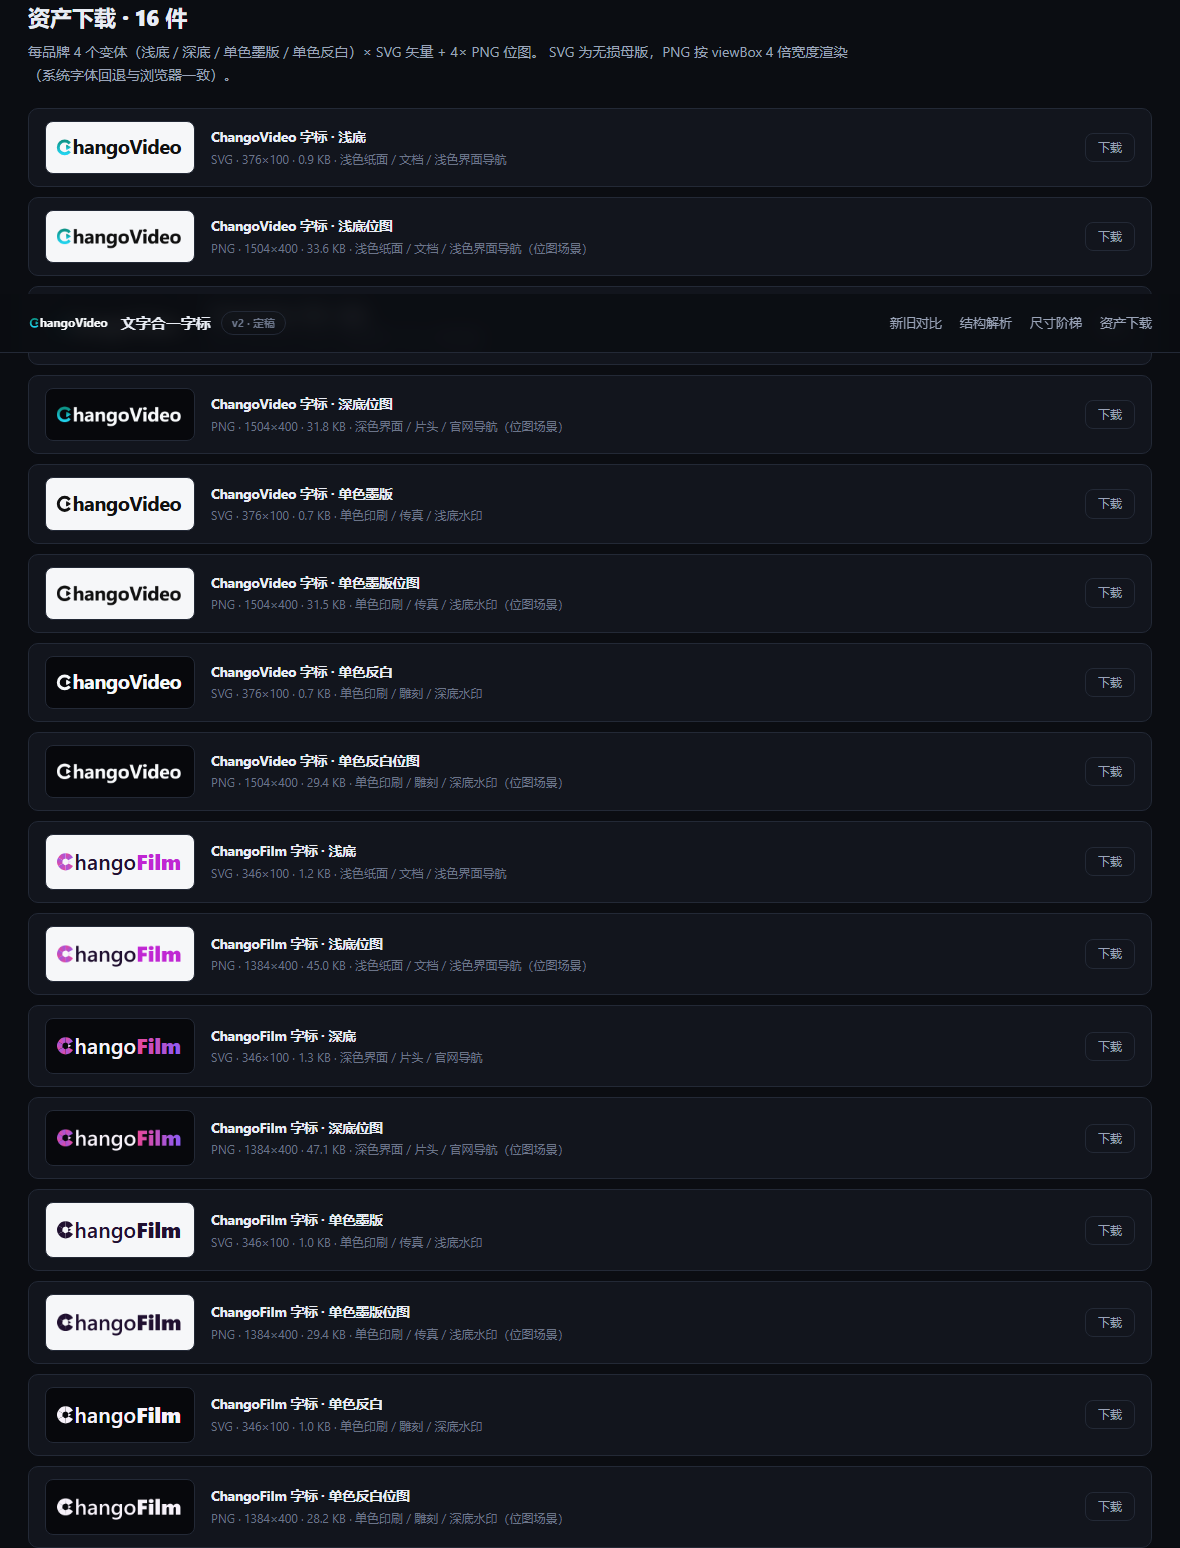 资产下载 · 16 件
每品牌 4 个变体（浅底 / 深底 / 单色墨版 / 单色反白）× SVG 矢量 + 4× PNG 位图。 SVG 为无损母版，PNG 按 viewBox 4 倍宽度渲染
（系统字体回退与浏览器一致）。
ChangoVideo
ChangoVideo 字标 · 浅底
SVG · 376×100 · 0.9 KB · 浅色纸面 / 文档 / 浅色界面导航
下载
ChangoVideo
ChangoVideo 字标 · 浅底位图
PNG · 1504×400 · 33.6 KB · 浅色纸面 / 文档 / 浅色界面导航（位图场景）
下载
ChangoVideo 文字合一字标 v2 · 定稿
新旧对比 结构解析 尺寸阶梯 资产下载
ChangoVideo
ChangoVideo 字标 · 深底位图
PNG · 1504×400 · 31.8 KB · 深色界面 / 片头 / 官网导航（位图场景）
下载
ChangoVideo
ChangoVideo 字标 · 单色墨版
SVG · 376×100 · 0.7 KB · 单色印刷 / 传真 / 浅底水印
下载
ChangoVideo
ChangoVideo 字标 · 单色墨版位图
PNG · 1504×400 · 31.5 KB · 单色印刷 / 传真 / 浅底水印（位图场景）
下载
ChangoVideo
ChangoVideo 字标 · 单色反白
SVG · 376×100 · 0.7 KB · 单色印刷 / 雕刻 / 深底水印
下载
ChangoVideo
ChangoVideo 字标 · 单色反白位图
PNG · 1504×400 · 29.4 KB · 单色印刷 / 雕刻 / 深底水印（位图场景）
下载
ChangoFilm
ChangoFilm 字标 · 浅底
SVG · 346×100 · 1.2 KB · 浅色纸面 / 文档 / 浅色界面导航
下载
ChangoFilm
ChangoFilm 字标 · 浅底位图
PNG · 1384×400 · 45.0 KB · 浅色纸面 / 文档 / 浅色界面导航（位图场景）
下载
ChangoFilm
ChangoFilm 字标 · 深底
SVG · 346×100 · 1.3 KB · 深色界面 / 片头 / 官网导航
下载
ChangoFilm
ChangoFilm 字标 · 深底位图
PNG · 1384×400 · 47.1 KB · 深色界面 / 片头 / 官网导航（位图场景）
下载
ChangoFilm
ChangoFilm 字标 · 单色墨版
SVG · 346×100 · 1.0 KB · 单色印刷 / 传真 / 浅底水印
下载
ChangoFilm
ChangoFilm 字标 · 单色墨版位图
PNG · 1384×400 · 29.4 KB · 单色印刷 / 传真 / 浅底水印（位图场景）
下载
ChangoFilm
ChangoFilm 字标 · 单色反白
SVG · 346×100 · 1.0 KB · 单色印刷 / 雕刻 / 深底水印
下载
ChangoFilm
ChangoFilm 字标 · 单色反白位图
PNG · 1384×400 · 28.2 KB · 单色印刷 / 雕刻 / 深底水印（位图场景）
下载